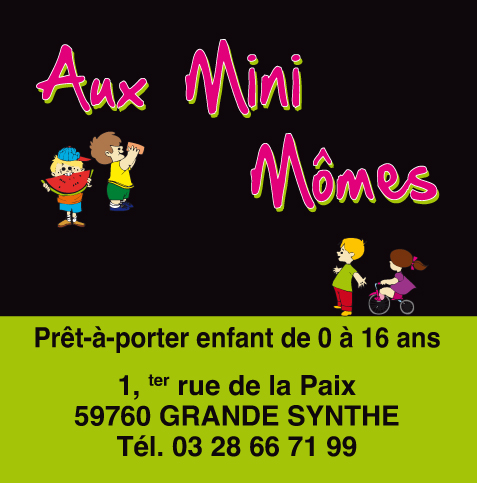 Aux Mini
Mômes
Prêt-à-porter enfant de 0 à 16 ans
1, ter rue de la Paix
59760 GRANDE SYNTHE
Tél. 03 28 66 71 99